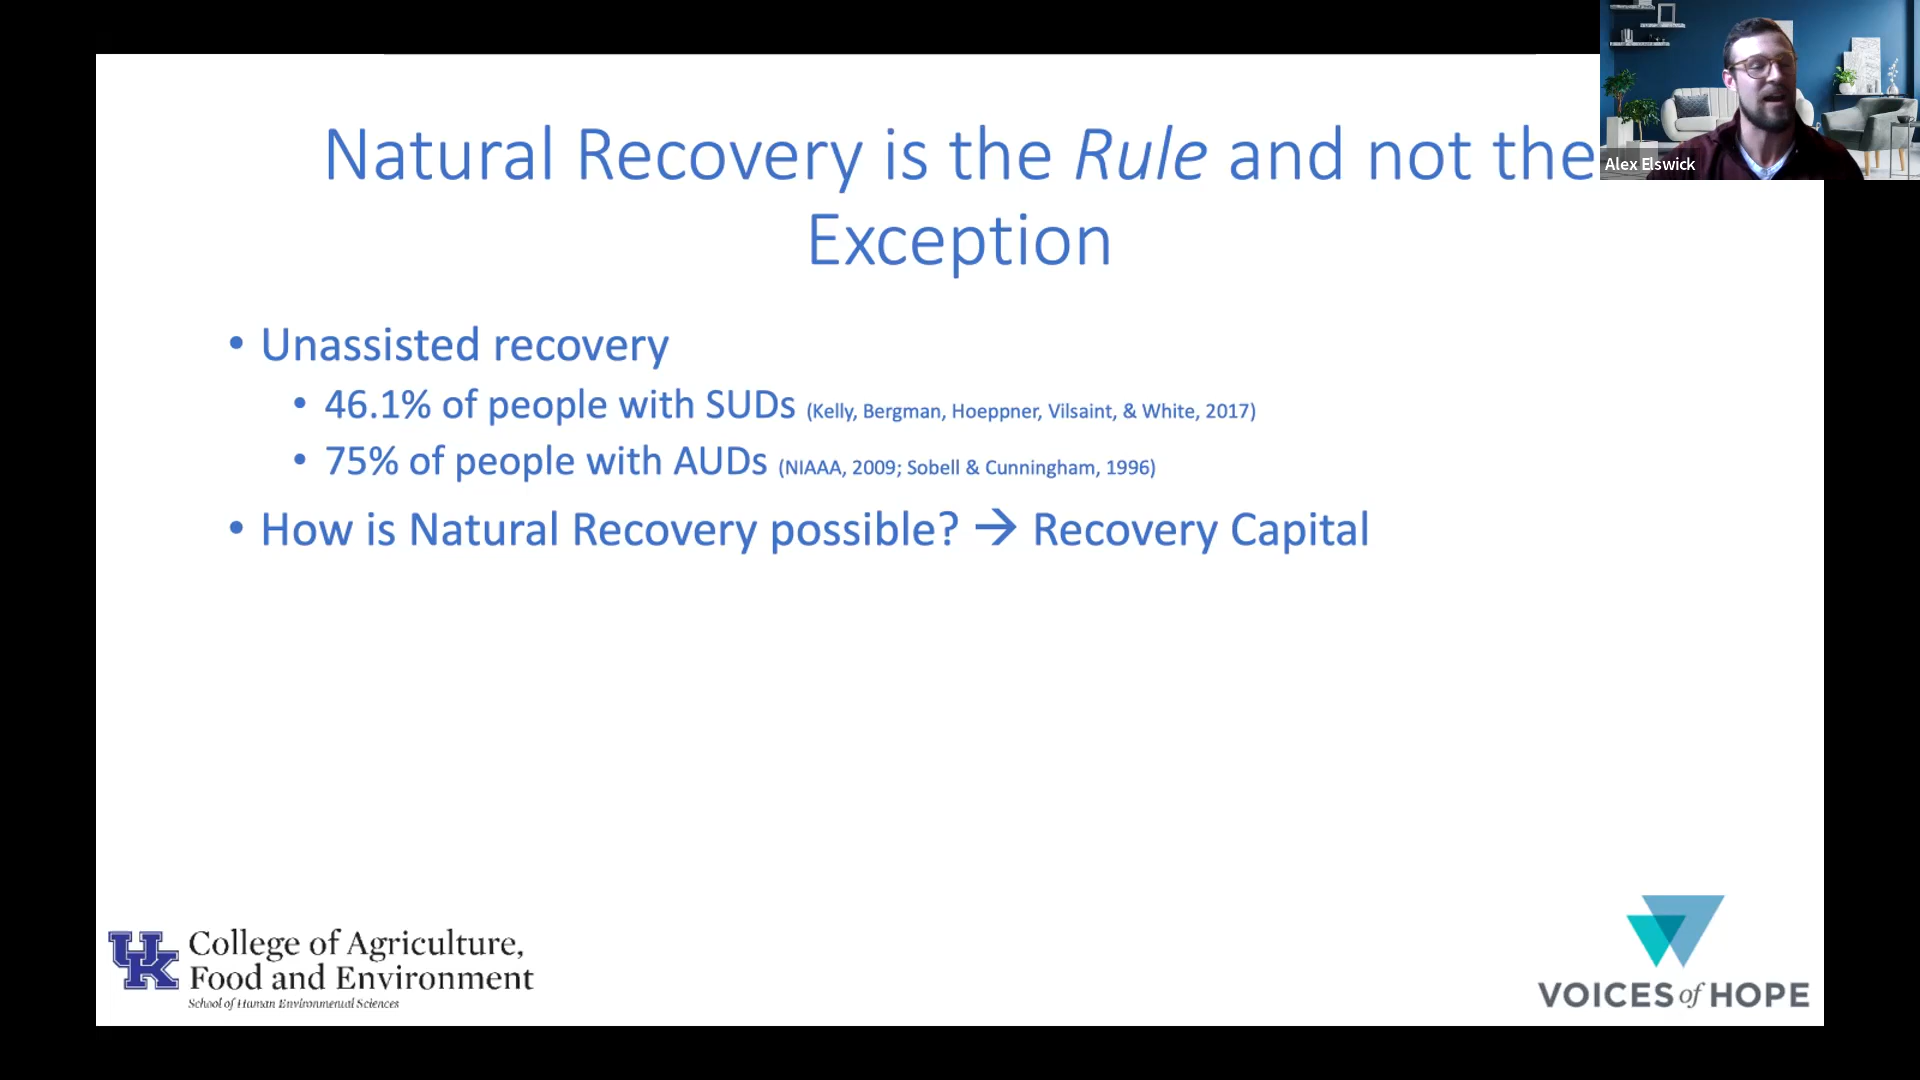 Natural Recovery is the Rule and not the
Exception
• Unassisted recovery
• 46.1% of people with SUDs (Kelly, Bergman, Hoeppner, Vilsaint, & White, 2017)
• 75% of people with AUDs (NIAAA, 2009; Sobell & Cunningham, 1996)
• How is Natural Recovery possible? → Recovery Capital
Alex Elswick
UK
College of Agriculture,
Food and Environment
School of Human Environmental Sciences
VOICES of HOPE